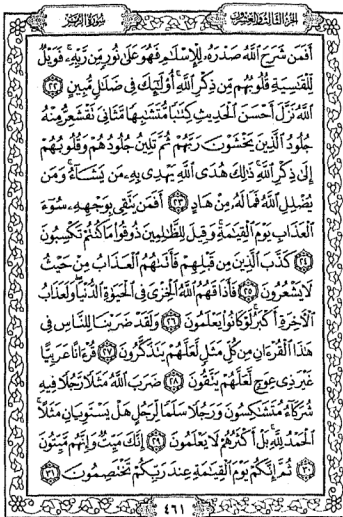 الجزء الثالث والعشرون سورة الزمر
أَفَمَن شَرَحَ ٱللَّهُ صَدْرَهُۥ لِلْإِسْلَٰمِ فَهُوَ عَلَىٰ نُورٍ مِّن رَّبِّهِۦ ۚ فَوَيْلٌ
لِّلْقَٰسِيَةِ قُلُوبُهُم مِّن ذِكْرِ ٱللَّهِ ۚ أُو۟لَٰٓئِكَ فِى ضَلَٰلٍ مُّبِينٍ ٢٢
ٱللَّهُ نَزَّلَ أَحْسَنَ ٱلْحَدِيثِ كِتَٰبًا مُّتَشَٰبِهًا مَّثَانِىَ تَقْشَعِرُّ مِنْهُ
جُلُودُ ٱلَّذِينَ يَخْشَوْنَ رَبَّهُمْ ثُمَّ تَلِينُ جُلُودُهُمْ وَقُلُوبُهُمْ
إِلَىٰ ذِكْرِ ٱللَّهِ ۚ ذَٰلِكَ هُدَى ٱللَّهِ يَهْدِى بِهِۦ مَن يَشَآءُ ۚ وَمَن
يُضْلِلِ ٱللَّهُ فَمَا لَهُۥ مِنْ هَادٍ ٢٣ أَفَمَن يَتَّقِى بِوَجْهِهِۦ سُوٓءَ
ٱلْعَذَابِ يَوْمَ ٱلْقِيَٰمَةِ ۚ وَقِيلَ لِلظَّٰلِمِينَ ذُوقُوا۟ مَا كُنتُمْ تَكْسِبُونَ
٢٤ كَذَّبَ ٱلَّذِينَ مِن قَبْلِهِمْ فَأَتَىٰهُمُ ٱلْعَذَابُ مِنْ حَيْثُ
لَا يَشْعُرُونَ ٢٥ فَأَذَاقَهُمُ ٱللَّهُ ٱلْخِزْىَ فِى ٱلْحَيَوٰةِ ٱلدُّنْيَا ۖ وَلَعَذَابُ
ٱلْءَاخِرَةِ أَكْبَرُ ۚ لَوْ كَانُوا۟ يَعْلَمُونَ ٢٦ وَلَقَدْ ضَرَبْنَا لِلنَّاسِ فِى
هَٰذَا ٱلْقُرْءَانِ مِن كُلِّ مَثَلٍ لَّعَلَّهُمْ يَتَذَكَّرُونَ ٢٧ قُرْءَانًا عَرَبِيًّا
غَيْرَ ذِى عِوَجٍ لَّعَلَّهُمْ يَتَّقُونَ ٢٨ ضَرَبَ ٱللَّهُ مَثَلًا رَّجُلًا فِيهِ
شُرَكَآءُ مُتَشَٰكِسُونَ وَرَجُلًا سَلَمًا لِّرَجُلٍ هَلْ يَسْتَوِيَانِ مَثَلًا ۚ
ٱلْحَمْدُ لِلَّهِ ۚ بَلْ أَكْثَرُهُمْ لَا يَعْلَمُونَ ٢٩ إِنَّكَ مَيِّتٌ وَإِنَّهُم مَّيِّتُونَ
٣٠ ثُمَّ إِنَّكُمْ يَوْمَ ٱلْقِيَٰمَةِ عِندَ رَبِّكُمْ تَخْتَصِمُونَ ٣١
٤٦١